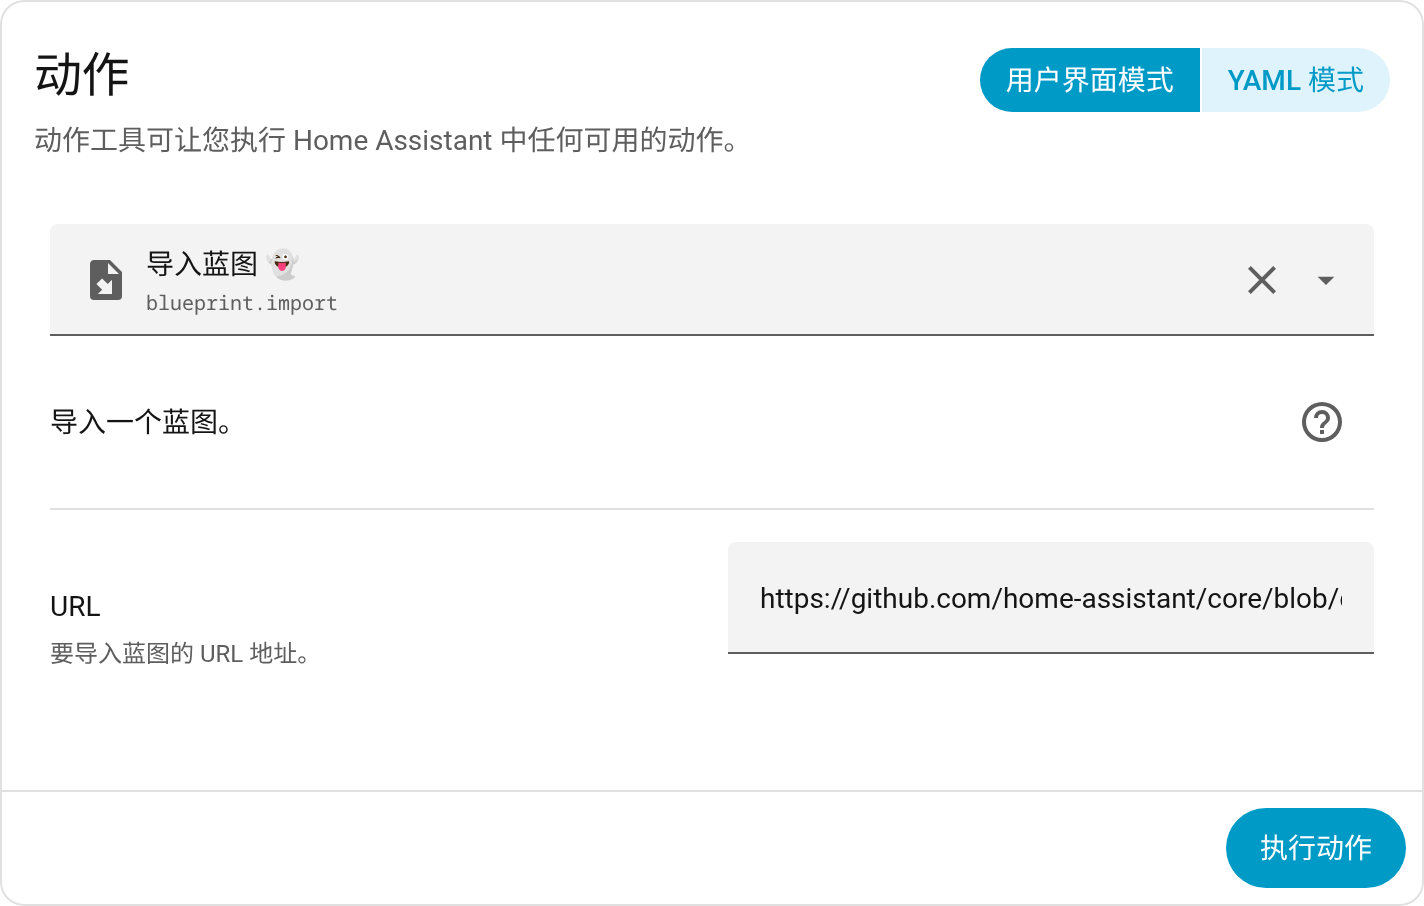 动作
用户界面模式
YAML 模式
动作工具可让您执行 Home Assistant 中任何可用的动作。
导入蓝图 👻
blueprint.import
导入一个蓝图。
URL
要导入蓝图的 URL 地址。
https://github.com/home-assistant/core/blob/
执行动作